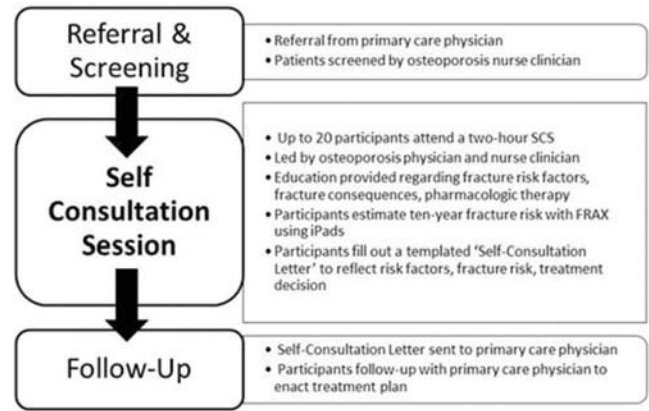 Referral &
Screening
• Referral from primary care physician
• Patients screened by osteoporosis nurse clinician
Self
Consultation
Session
• Up to 20 participants attend a two-hour SCS
• Led by osteoporosis physician and nurse clinician
• Education provided regarding fracture risk factors,
fracture consequences, pharmacologic therapy
• Participants estimate ten-year fracture risk with FRAX
using iPads
• Participants fill out a templated ‘Self-Consultation
Letter’ to reflect risk factors, fracture risk, treatment
decision
Follow-Up
• Self-Consultation Letter sent to primary care physician
• Participants follow-up with primary care physician to
enact treatment plan